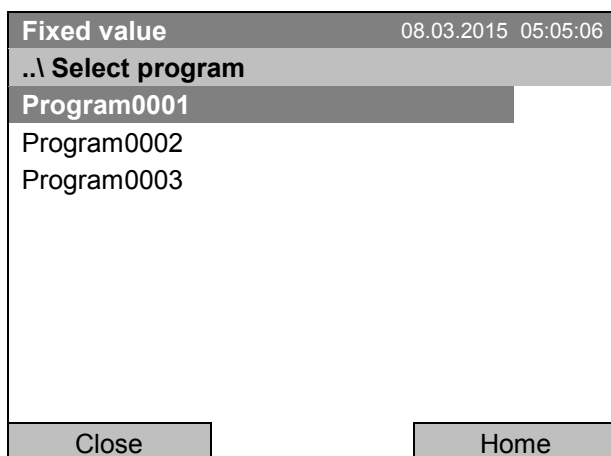 Fixed value 08.03.2015 05:05:06
..\ Select program
Program0001
Program0002
Program0003
Close Home